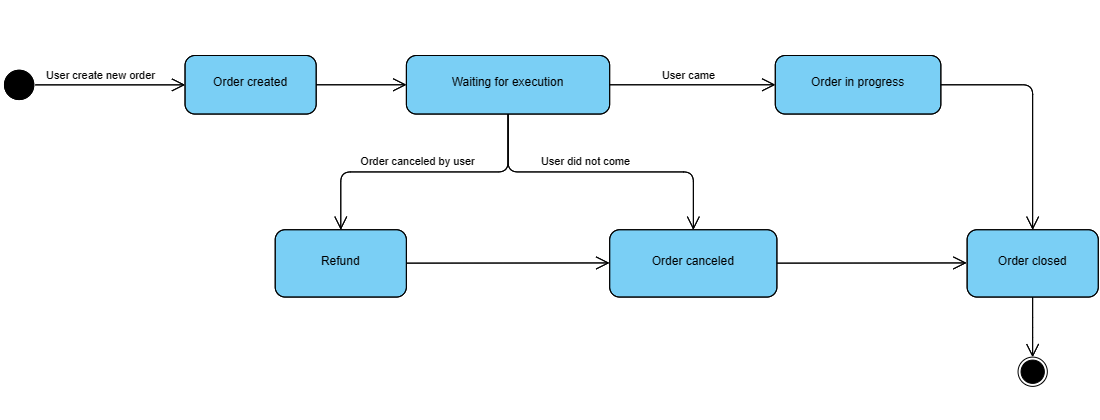 User create new order
Order created
Waiting for execution
User came
Order in progress
Order canceled by user
User did not come
Refund
Order canceled
Order closed